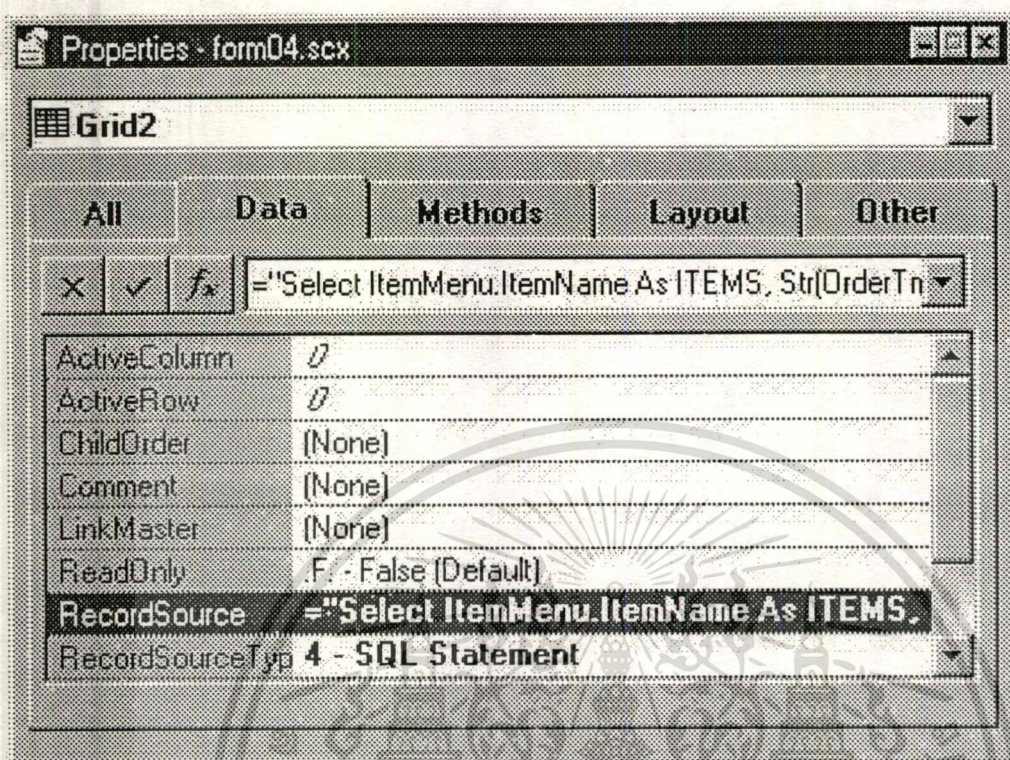 Properties - form04.scx
Grid2
All Data Methods Layout Other
="Select ItemMenu.ItemName As ITEMS, Str(OrderTm
ActiveColumn 0
ActiveRow 0
ChildOrder (None)
Comment (None)
LinkMaster (None)
ReadOnly .F. - False (Default)
RecordSource ="Select ItemMenu.ItemName As ITEMS,
RecordSourceTyp 4 - SQL Statement